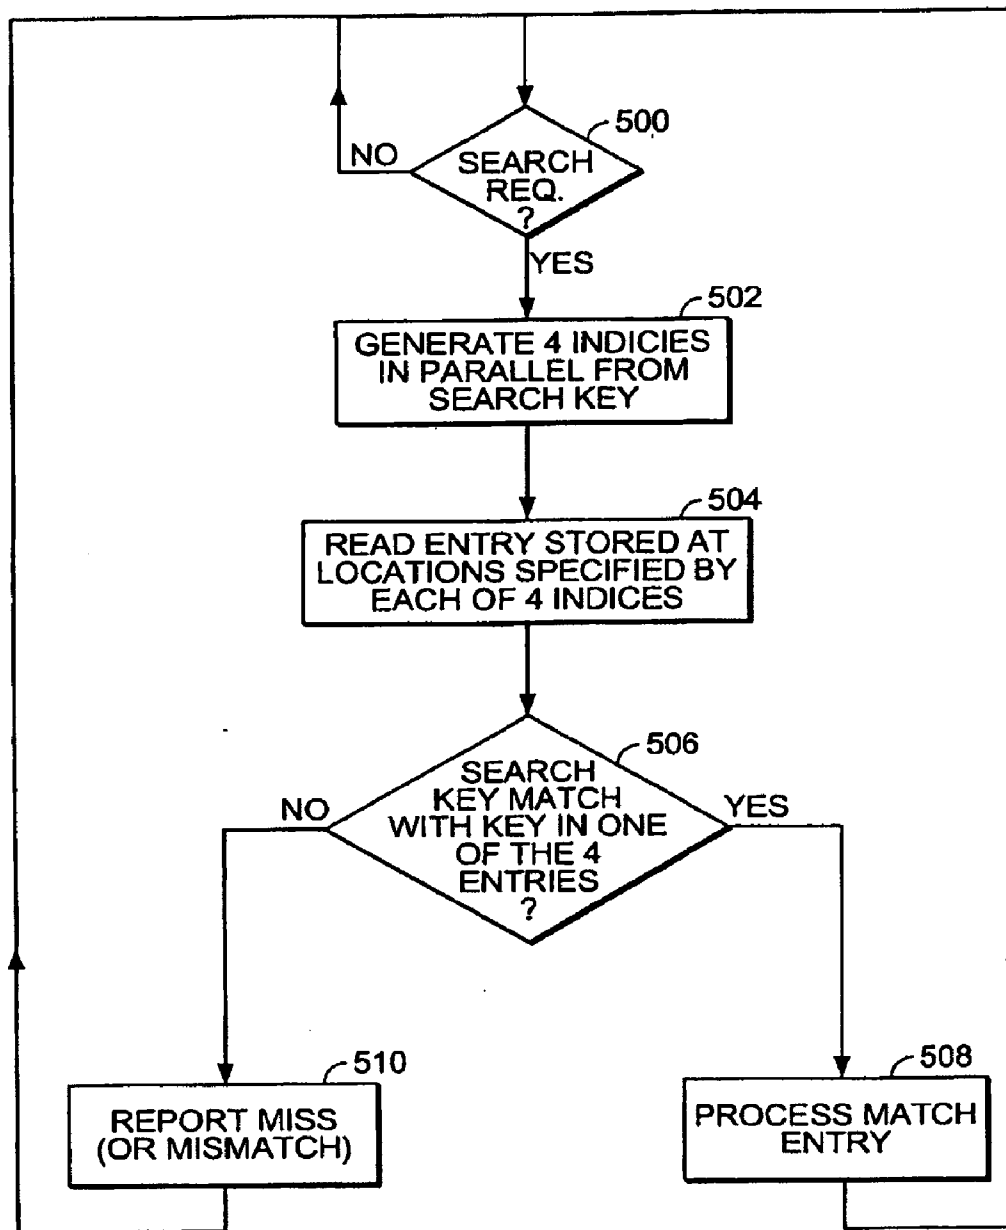 500
SEARCH
REQ.
?
NO
YES
502
GENERATE 4 INDICIES
IN PARALLEL FROM
SEARCH KEY
504
READ ENTRY STORED AT
LOCATIONS SPECIFIED BY
EACH OF 4 INDICES
506
SEARCH
KEY MATCH
WITH KEY IN ONE
OF THE 4
ENTRIES
?
NO
YES
510
REPORT MISS
(OR MISMATCH)
508
PROCESS MATCH
ENTRY